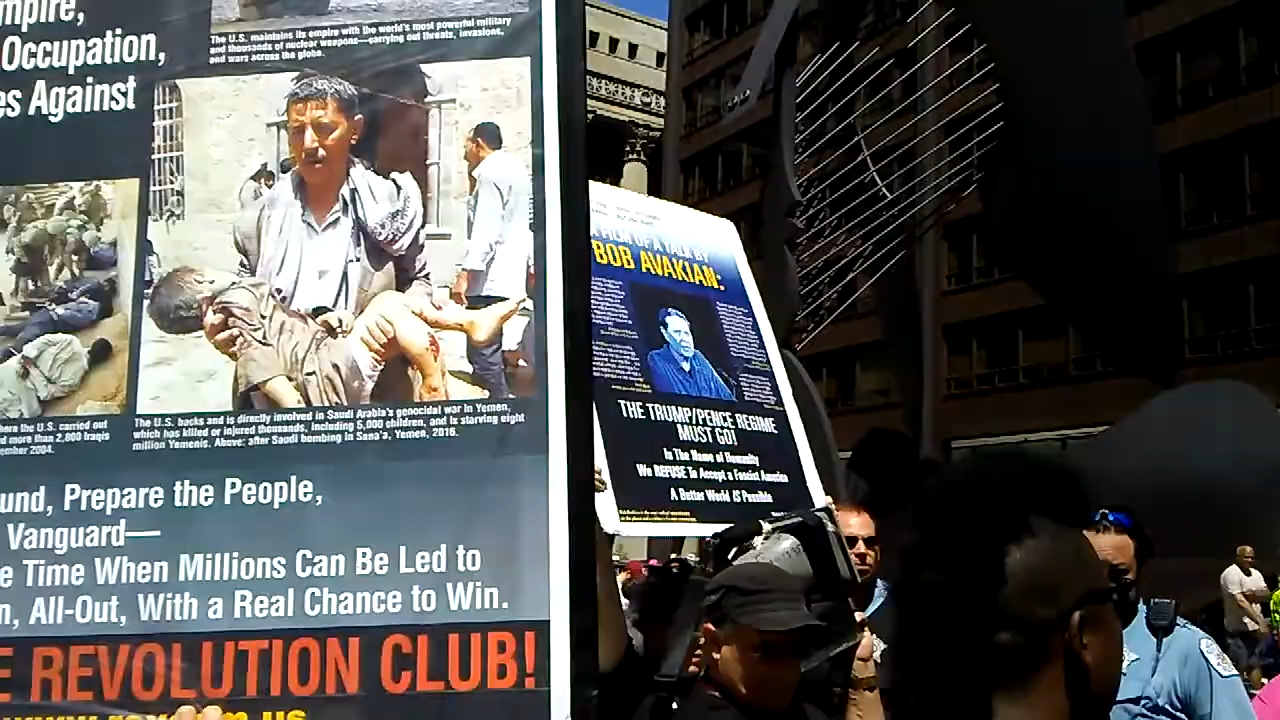 mpire,
Occupation,
es Against
The U.S. maintains its empire with the world's most powerful military
and thousands of nuclear weapons—carrying out threats, invasions,
and wars across the globe.
here the U.S. carried out
d more than 2,800 Iraqis
ember 2004.
The U.S. backs and is directly involved in Saudi Arabia's genocidal war in Yemen,
which has killed or injured thousands, including 5,000 children, and is starving eight
million Yemenis. Above: after Saudi bombing in Sana'a, Yemen, 2016.
und, Prepare the People,
Vanguard—
e Time When Millions Can Be Led to
n, All-Out, With a Real Chance to Win.
E REVOLUTION CLUB!
FILM OF A TALK BY
BOB AVAKIAN:
THE TRUMP/PENCE REGIME
MUST GO!
In The Name of Humanity
We REFUSE To Accept a Fascist America
A Better World IS Possible